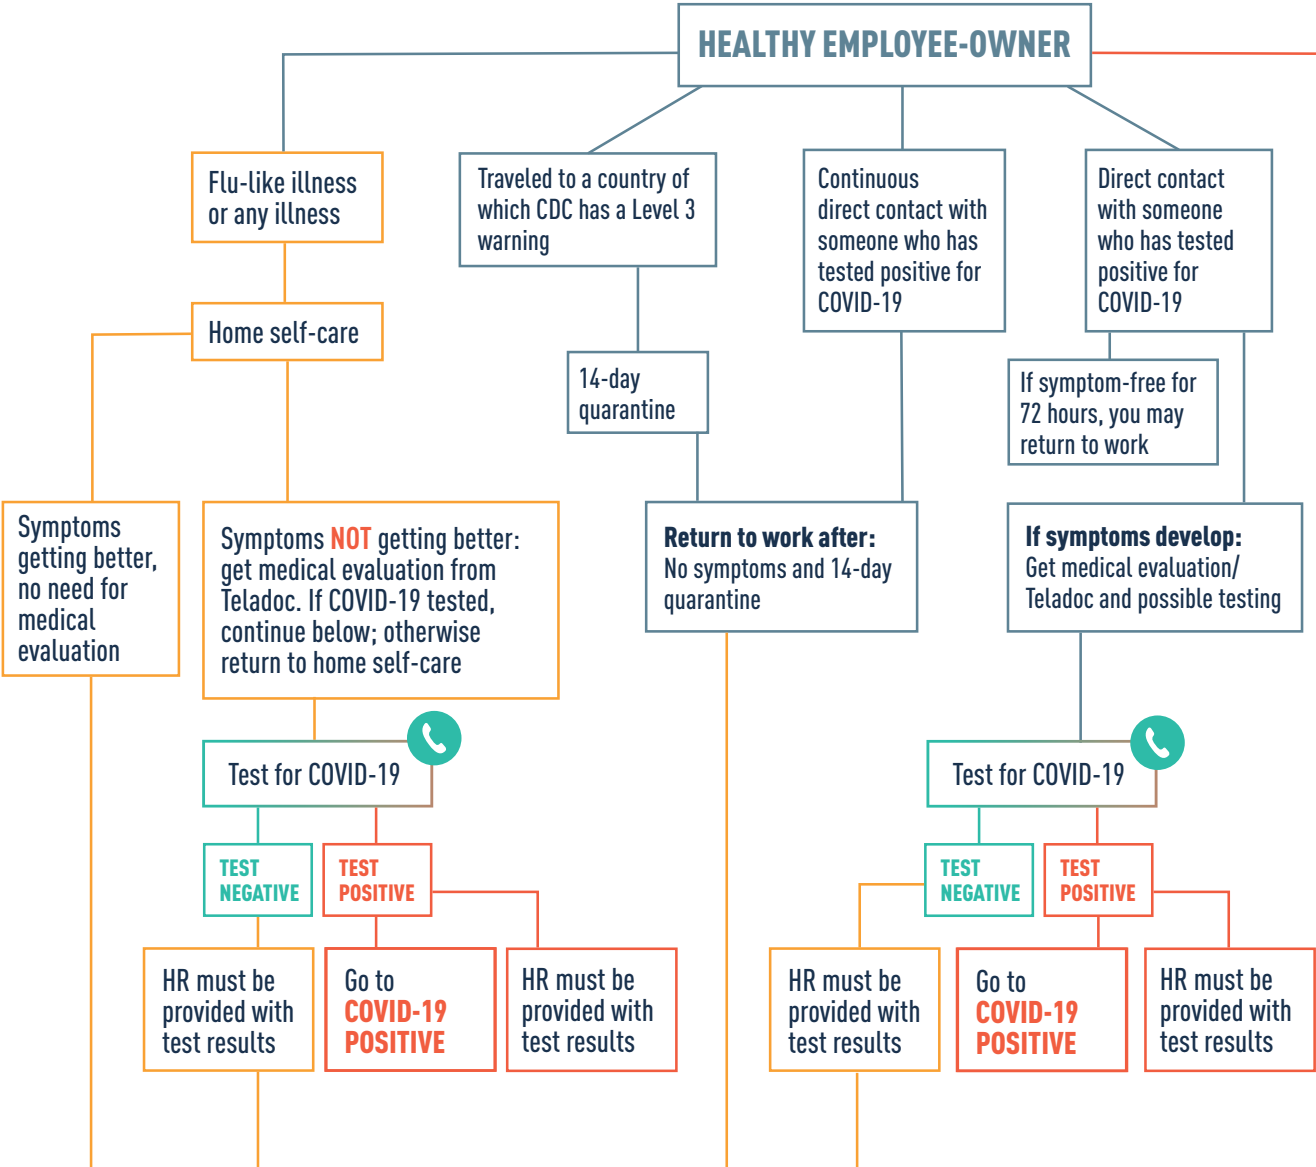 HEALTHY EMPLOYEE-OWNER
Flu-like illness
or any illness
Traveled to a country of
which CDC has a Level 3
warning
Continuous
direct contact with
someone who has
tested positive for
COVID-19
Direct contact
with someone
who has tested
positive for
COVID-19
Home self-care
14-day
quarantine
If symptom-free for
72 hours, you may
return to work
Symptoms
getting better,
no need for
medical
evaluation
Symptoms NOT getting better:
get medical evaluation from
Teladoc. If COVID-19 tested,
continue below; otherwise
return to home self-care
Return to work after:
No symptoms and 14-day
quarantine
If symptoms develop:
Get medical evaluation/
Teladoc and possible testing
Test for COVID-19
Test for COVID-19
TEST
NEGATIVE
TEST
POSITIVE
TEST
NEGATIVE
TEST
POSITIVE
HR must be
provided with
test results
Go to
COVID-19
POSITIVE
HR must be
provided with
test results
HR must be
provided with
test results
Go to
COVID-19
POSITIVE
HR must be
provided with
test results